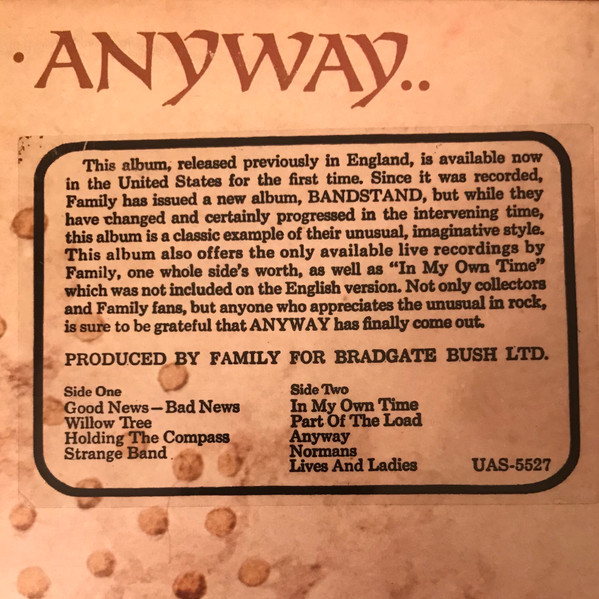 · ANYWAY..
This album, released previously in England, is available now
in the United States for the first time. Since it was recorded,
Family has issued a new album, BANDSTAND, but while they
have changed and certainly progressed in the intervening time,
this album is a classic example of their unusual, imaginative style.
This album also offers the only available live recordings by
Family, one whole side's worth, as well as "In My Own Time"
which was not included on the English version. Not only collectors
and Family fans, but anyone who appreciates the unusual in rock,
is sure to be grateful that ANYWAY has finally come out.
PRODUCED BY FAMILY FOR BRADGATE BUSH LTD.
Side One
Good News—Bad News
Willow Tree
Holding The Compass
Strange Band
Side Two
In My Own Time
Part Of The Load
Anyway
Normans
Lives And Ladies
UAS-5527